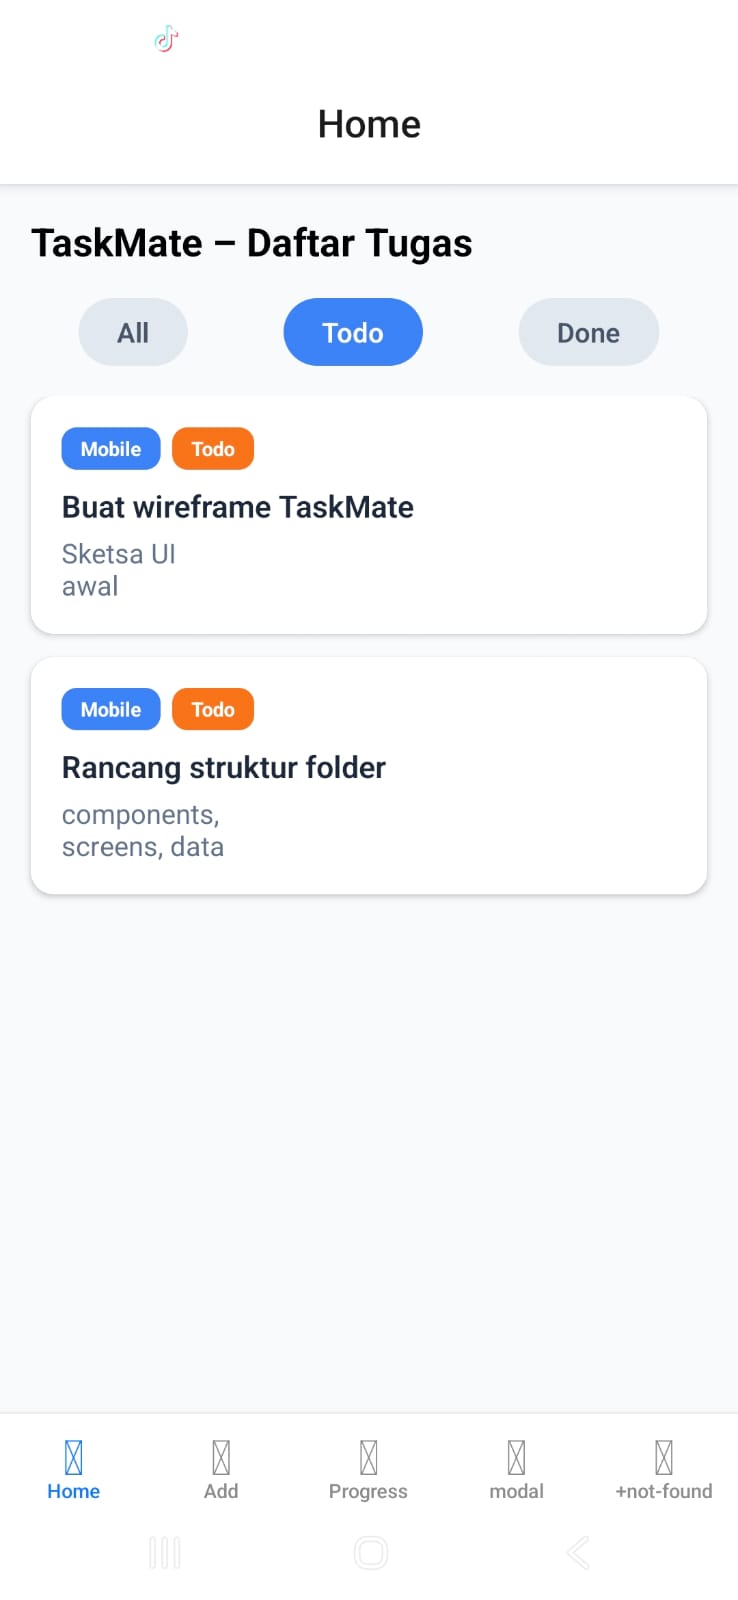 Home
TaskMate – Daftar Tugas
All
Todo
Done
Mobile
Todo
Buat wireframe TaskMate
Sketsa UI
awal
Mobile
Todo
Rancang struktur folder
components,
screens, data
Home
Add
Progress
modal
+not-found